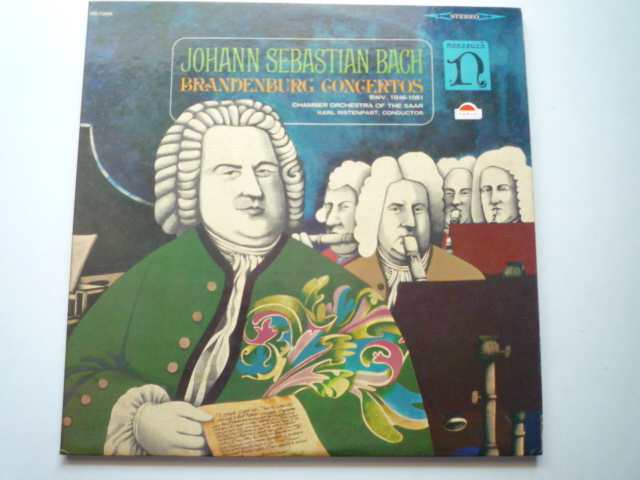 STEREO
nonesuch
JOHANN SEBASTIAN BACH
BRANDENBURG CONCERTOS
BWV. 1046-1051
CHAMBER ORCHESTRA OF THE SAAR
KARL RISTENPART, CONDUCTOR